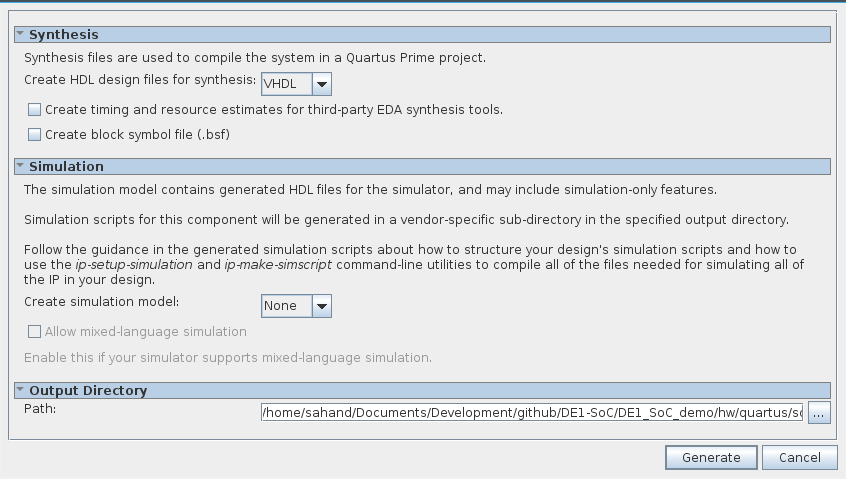 Synthesis
Synthesis files are used to compile the system in a Quartus Prime project.
Create HDL design files for synthesis: VHDL
Create timing and resource estimates for third-party EDA synthesis tools.
Create block symbol file (.bsf)
Simulation
The simulation model contains generated HDL files for the simulator, and may include simulation-only features.
Simulation scripts for this component will be generated in a vendor-specific sub-directory in the specified output directory.
Follow the guidance in the generated simulation scripts about how to structure your design's simulation scripts and how to
use the ip-setup-simulation and ip-make-simscript command-line utilities to compile all of the files needed for simulating all of
the IP in your design.
Create simulation model: None
Allow mixed-language simulation
Enable this if your simulator supports mixed-language simulation.
Output Directory
Path: /home/sahand/Documents/Development/github/DE1-SoC/DE1_SoC_demo/hw/quartus/so ...
Generate Cancel